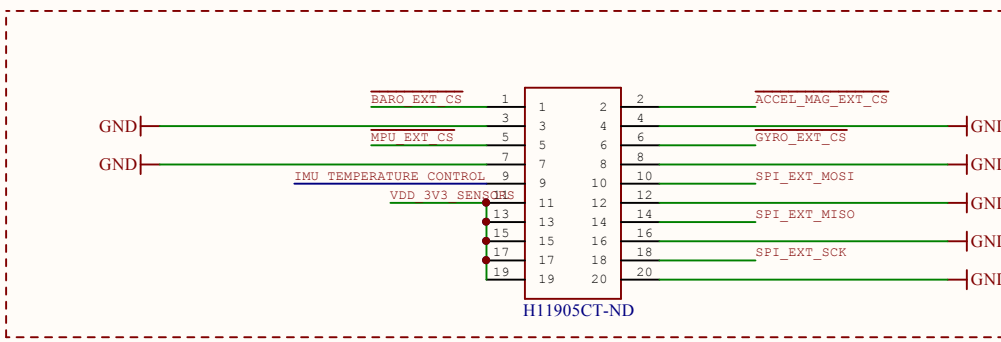 BARO_EXT_CS 1 1 2 2 ACCEL_MAG_EXT_CS
GND 3 3 4 4 GND
MPU_EXT_CS 5 5 6 6 GYRO_EXT_CS
GND 7 7 8 8 GND
IMU_TEMPERATURE_CONTROL 9 9 10 10 SPI_EXT_MOSI
VDD_3V3_SENSORS 11 11 12 12 GND
13 13 14 14 SPI_EXT_MISO
15 15 16 16 GND
17 17 18 18 SPI_EXT_SCK
19 19 20 20 GND
H11905CT-ND